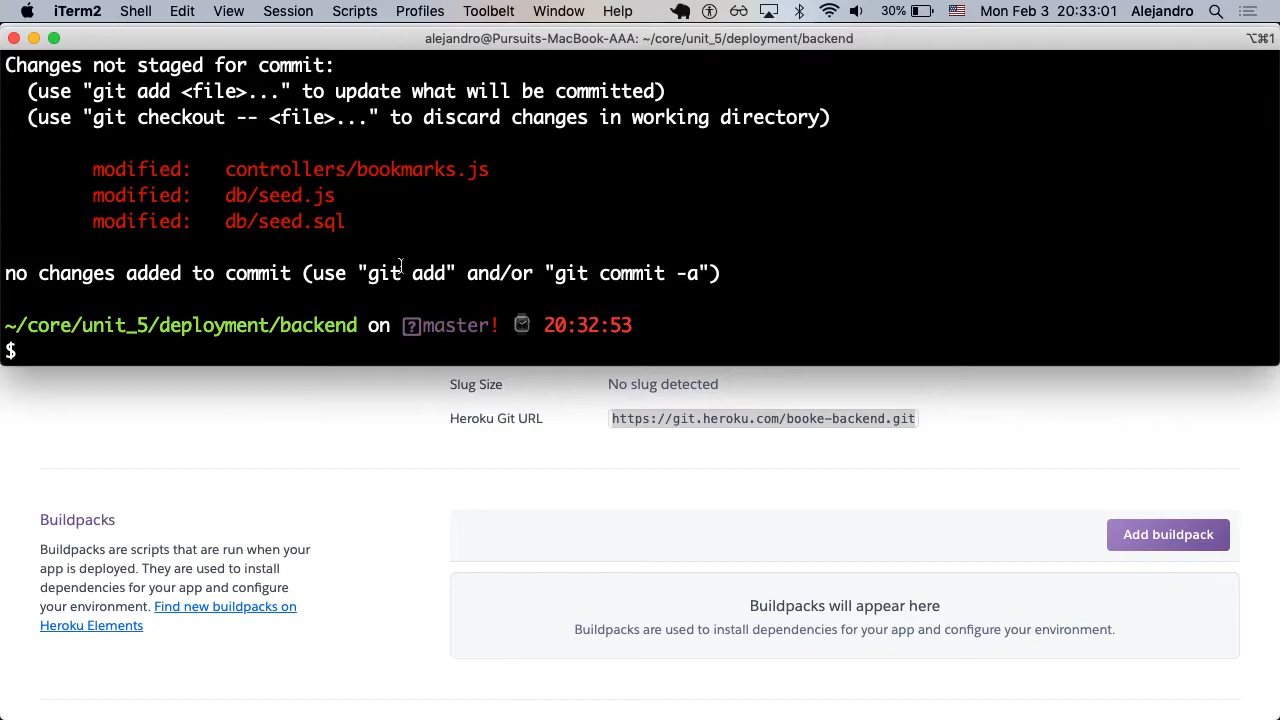 iTerm2 Shell Edit View Session Scripts Profiles Toolbelt Window Help 30% Mon Feb 3 20:33:01 Alejandro
alejandro@Pursuits-MacBook-AAA: ~/core/unit_5/deployment/backend ⌥⌘1
Changes not staged for commit:
(use "git add <file>..." to update what will be committed)
(use "git checkout -- <file>..." to discard changes in working directory)
modified: controllers/bookmarks.js
modified: db/seed.js
modified: db/seed.sql
no changes added to commit (use "git add" and/or "git commit -a")
~/core/unit_5/deployment/backend on ?master! 20:32:53
$
Slug Size No slug detected
Heroku Git URL https://git.heroku.com/booke-backend.git
Buildpacks
Buildpacks are scripts that are run when your
app is deployed. They are used to install
dependencies for your app and configure
your environment. Find new buildpacks on
Heroku Elements
Add buildpack
Buildpacks will appear here
Buildpacks are used to install dependencies for your app and configure your environment.